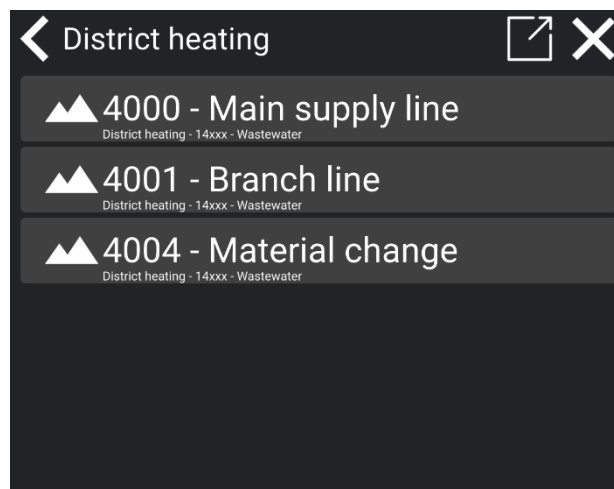 District heating
4000 - Main supply line
District heating - 14xxx - Wastewater
4001 - Branch line
District heating - 14xxx - Wastewater
4004 - Material change
District heating - 14xxx - Wastewater